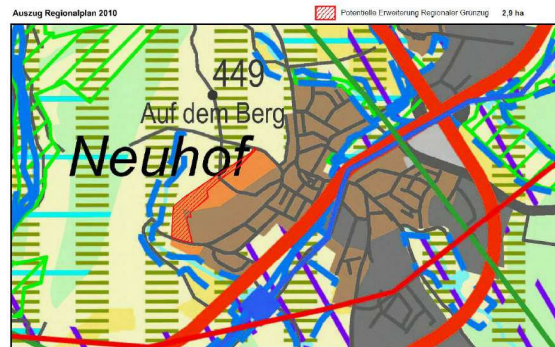 Auszug Regionalplan 2010
Potentielle Erweiterung Regionaler Grünzug 2,9 ha
449
Auf dem Berg
Neuhof